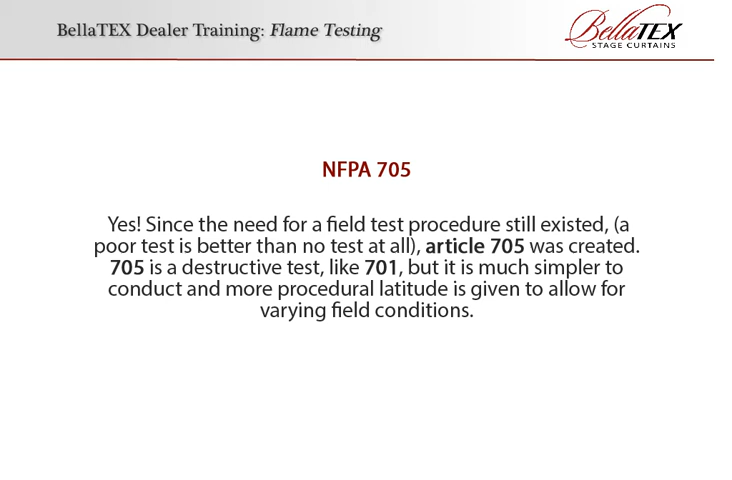 BellaTEX Dealer Training: Flame Testing
BellaTEX
STAGE CURTAINS
NFPA 705
Yes! Since the need for a field test procedure still existed, (a
poor test is better than no test at all), article 705 was created.
705 is a destructive test, like 701, but it is much simpler to
conduct and more procedural latitude is given to allow for
varying field conditions.